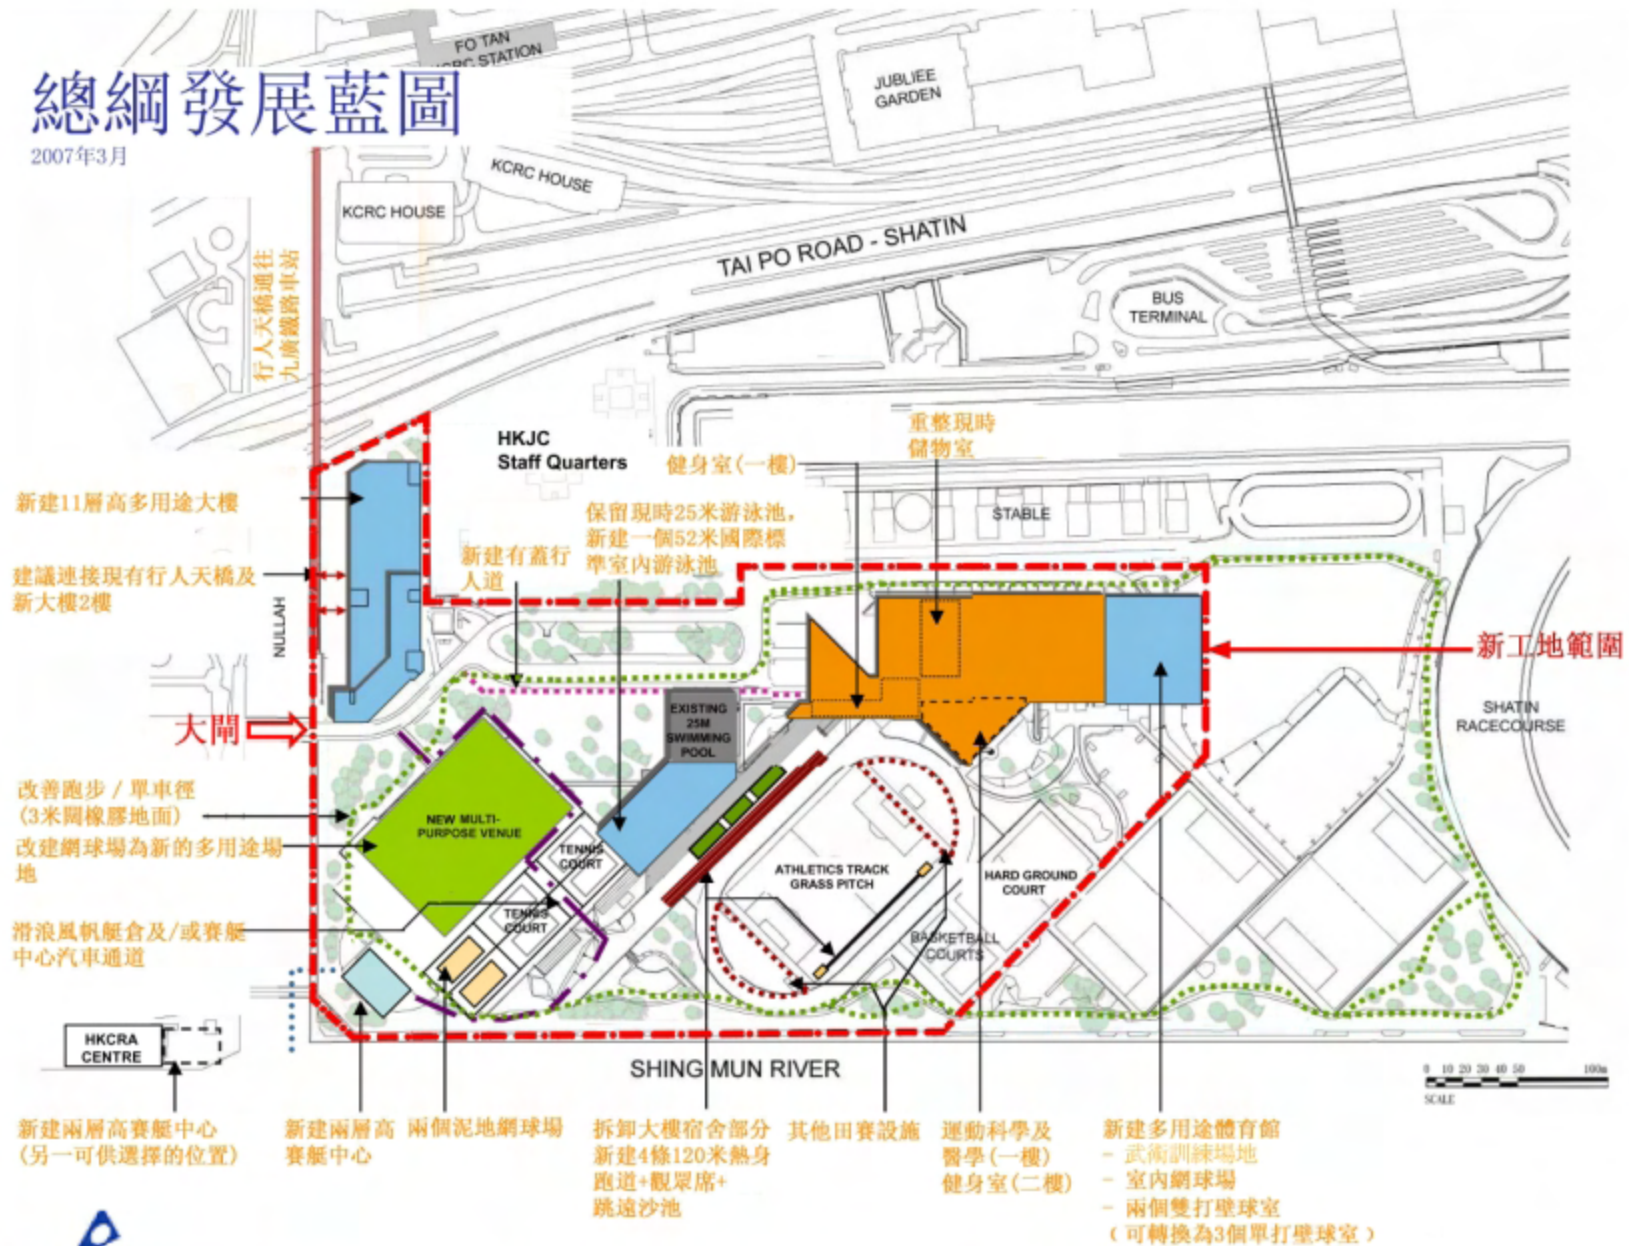 FO TAN
KCRC STATION
總綱發展藍圖
2007年3月
JUBLIEE
GARDEN
KCRC HOUSE
KCRC HOUSE
TAI PO ROAD - SHATIN
行人天橋通往
九廣鐵路車站
BUS
TERMINAL
HKJC
Staff Quarters
健身室(一樓)
重整現時
儲物室
新建11層高多用途大樓
保留現時25米游泳池,
新建一個52米國際標
準室內游泳池
STABLE
新建有蓋行
人道
建議連接現有行人天橋及
新大樓2樓
NULLAH
新工地範圍
大閘
EXISTING
25M
SWIMMING
POOL
SHATIN
RACECOURSE
改善跑步 / 單車徑
(3米闊橡膠地面)
NEW MULTI-
PURPOSE VENUE
改建網球場為新的多用途場
地
TENNIS
COURT
ATHLETICS TRACK
GRASS PITCH
HARD GROUND
COURT
TENNIS
COURT
滑浪風帆艇倉及/或賽艇
中心汽車通道
BASKETBALL
COURTS
HKCRA
CENTRE
SHING MUN RIVER
0 10 20 30 40 50 100m
SCALE
新建兩層高賽艇中心
(另一可供選擇的位置)
新建兩層高
賽艇中心
兩個泥地網球場
拆卸大樓宿舍部分
新建4條120米熱身
跑道+觀眾席+
跳遠沙池
其他田賽設施
運動科學及
醫學(一樓)
健身室(二樓)
新建多用途體育館
- 武術訓練場地
- 室內網球場
- 兩個雙打壁球室
(可轉換為3個單打壁球室)